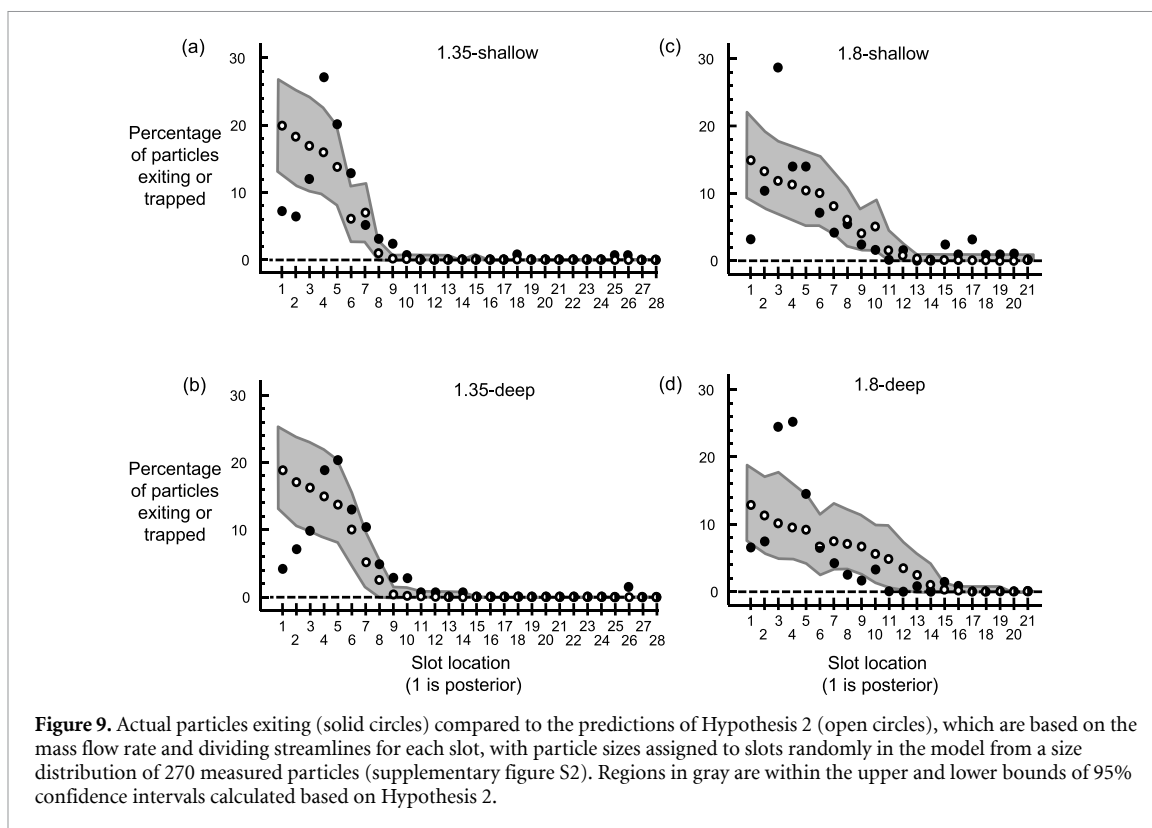 (a)
1.35-shallow
30
20
10
0
Percentage
of particles
exiting or
trapped
1 3 5 7 9 11 13 15 17 19 21 23 25 27
2 4 6 8 10 12 14 16 18 20 22 24 26 28
(c)
1.8-shallow
30
20
10
0
1 3 5 7 9 11 13 15 17 19 21
2 4 6 8 10 12 14 16 18 20
(b)
1.35-deep
30
20
10
0
Percentage
of particles
exiting or
trapped
1 3 5 7 9 11 13 15 17 19 21 23 25 27
2 4 6 8 10 12 14 16 18 20 22 24 26 28
Slot location
(1 is posterior)
(d)
1.8-deep
30
20
10
0
1 3 5 7 9 11 13 15 17 19 21
2 4 6 8 10 12 14 16 18 20
Slot location
(1 is posterior)
Figure 9. Actual particles exiting (solid circles) compared to the predictions of Hypothesis 2 (open circles), which are based on the
mass flow rate and dividing streamlines for each slot, with particle sizes assigned to slots randomly in the model from a size
distribution of 270 measured particles (supplementary figure S2). Regions in gray are within the upper and lower bounds of 95%
confidence intervals calculated based on Hypothesis 2.